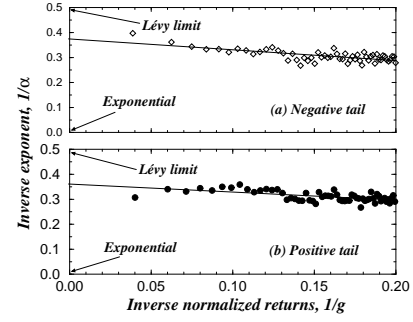 0.5
Lévy limit
0.4
0.3
0.2
0.1
Exponential
(a) Negative tail
0.0
Inverse exponent, 1/α
0.5
Lévy limit
0.4
0.3
0.2
0.1
Exponential
(b) Positive tail
0.0
0.00 0.05 0.10 0.15 0.20
Inverse normalized returns, 1/g